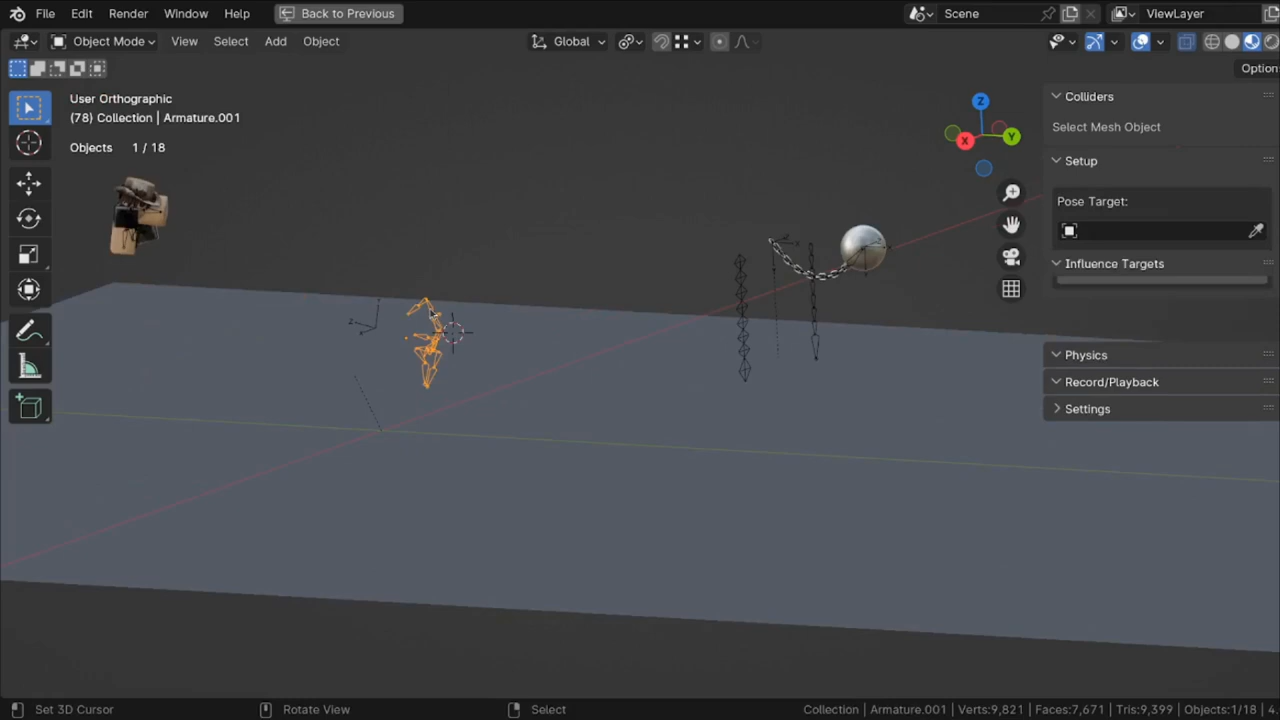 File Edit Render Window Help Back to Previous Scene ViewLayer
Object Mode View Select Add Object Global
Options
User Orthographic
(78) Collection | Armature.001
Objects 1 / 18
Z
Y
X
Colliders
Select Mesh Object
Setup
Pose Target:
Influence Targets
Physics
Record/Playback
Settings
Set 3D Cursor Rotate View Select Collection | Armature.001 | Verts:9,821 | Faces:7,671 | Tris:9,399 | Objects:1/18 | 4